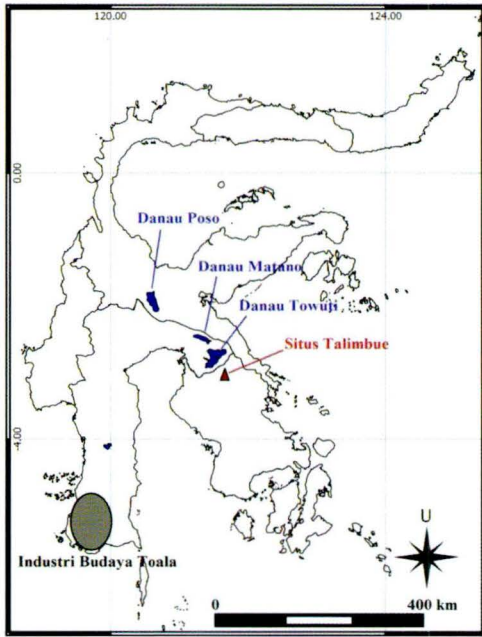 120.00
124.00
0.00
Danau Poso
Danau Matano
Danau Towuti
Situs Talimbue
4.00
U
Industri Budaya Toala
0
400 km